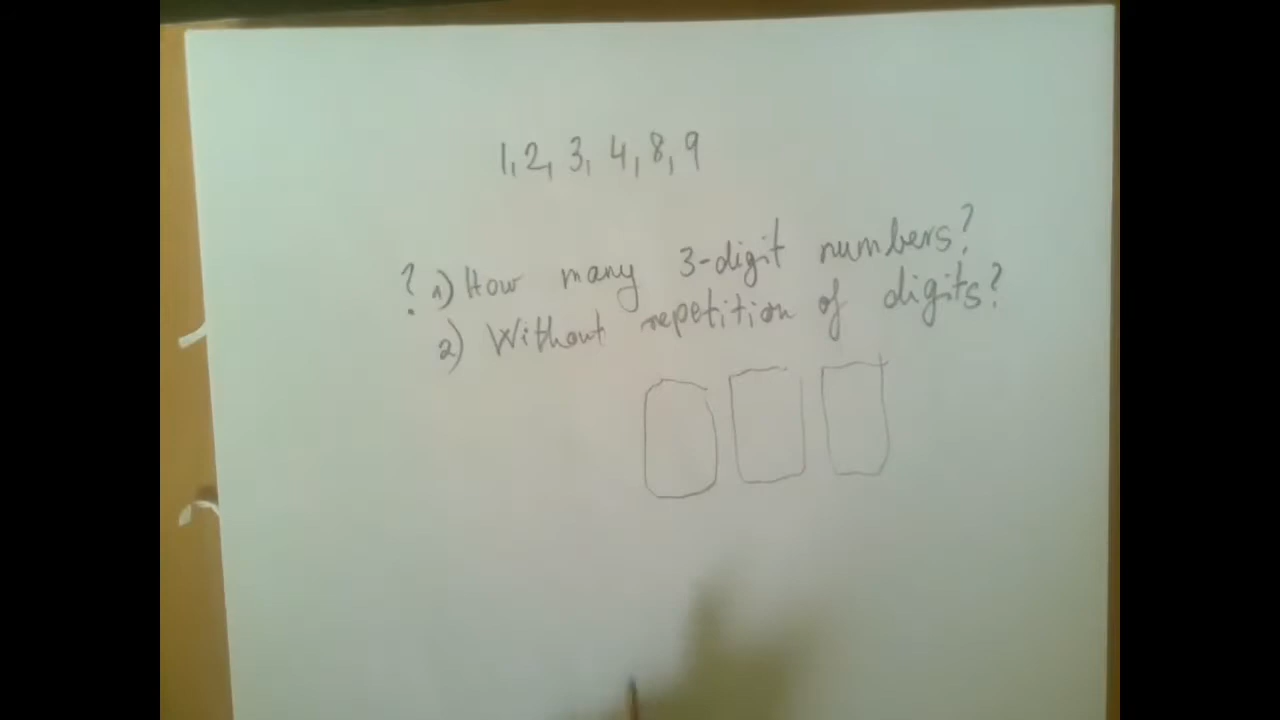 1, 2, 3, 4, 8, 9
? 1) How many 3-digit numbers?
2) Without repetition of digits?